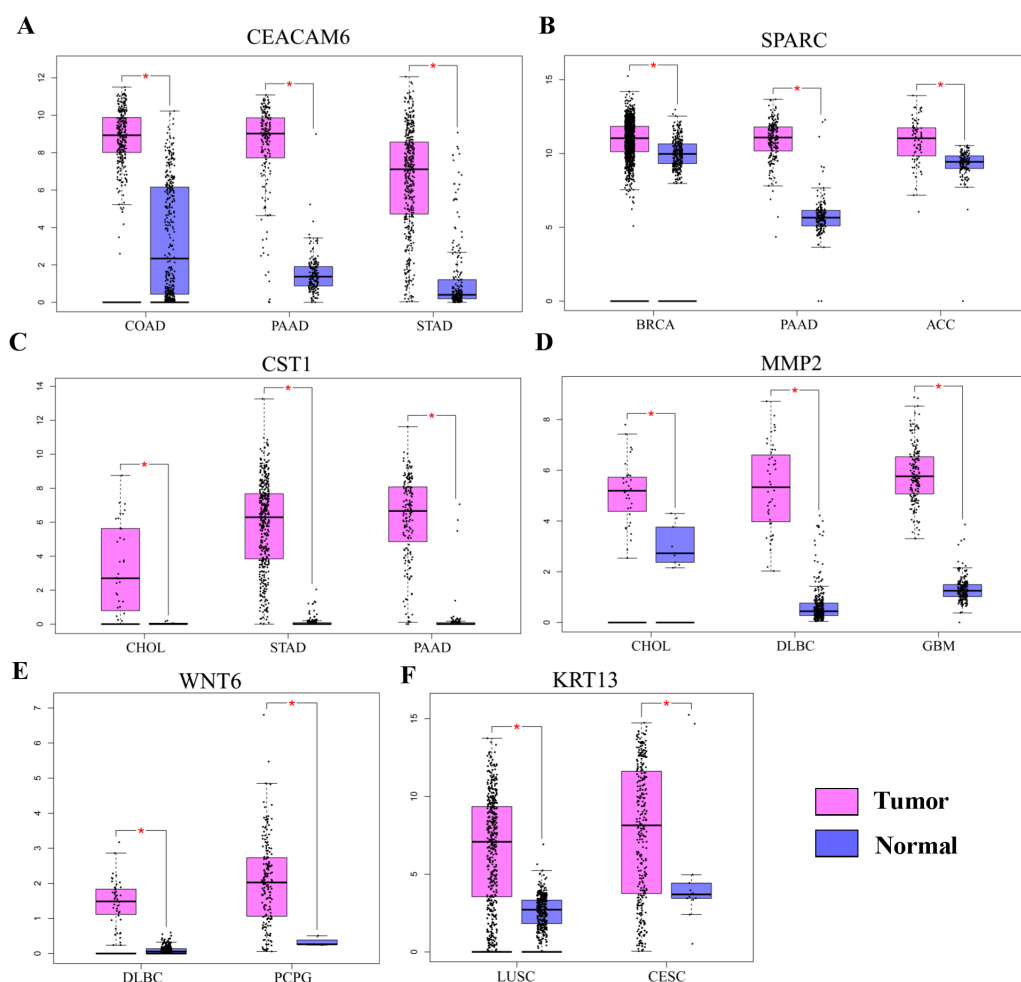 A
CEACAM6
12
10
8
6
4
2
0
*
*
*
COAD
PAAD
STAD
B
SPARC
15
10
5
0
*
*
*
BRCA
PAAD
ACC
C
CST1
14
12
10
8
6
4
2
0
*
*
*
CHOL
STAD
PAAD
D
MMP2
8
6
4
2
0
*
*
*
CHOL
DLBC
GBM
E
WNT6
7
6
5
4
3
2
1
0
*
*
DLBC
PCPG
F
KRT13
15
10
5
0
*
*
LUSC
CESC
Tumor
Normal